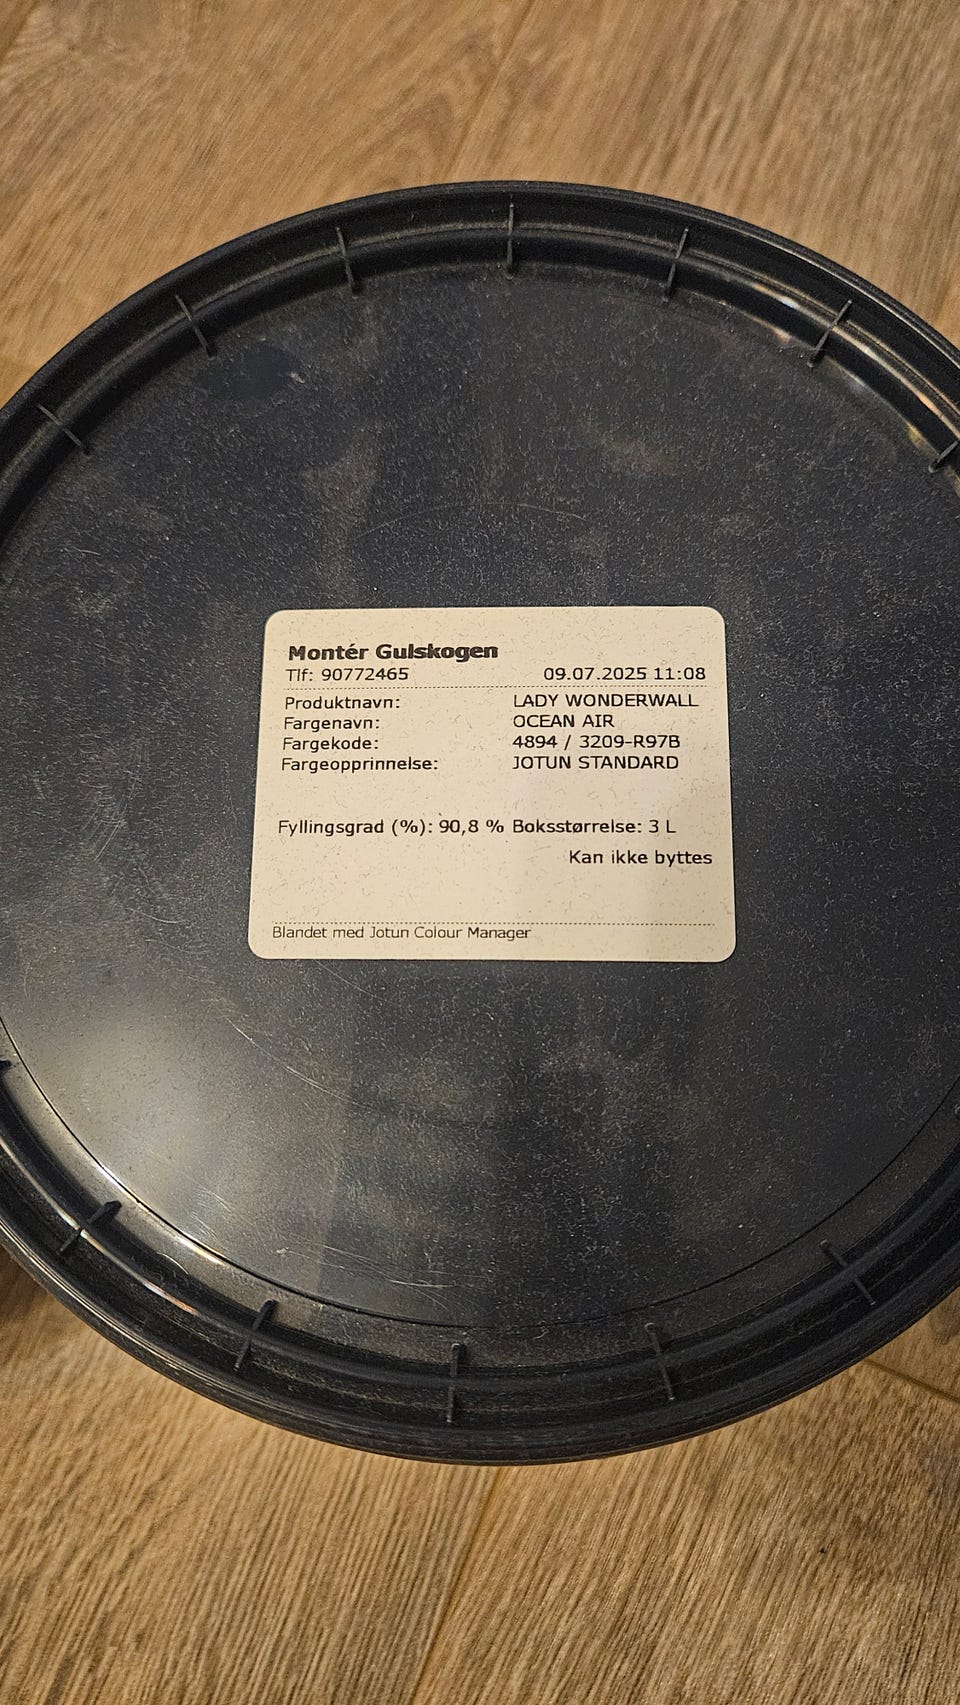 Montér Gulskogen
Tlf: 90772465 09.07.2025 11:08
Produktnavn: LADY WONDERWALL
Fargenavn: OCEAN AIR
Fargekode: 4894 / 3209-R97B
Fargeopprinnelse: JOTUN STANDARD
Fyllingsgrad (%): 90,8 % Boksstørrelse: 3 L
Kan ikke byttes
Blandet med Jotun Colour Manager